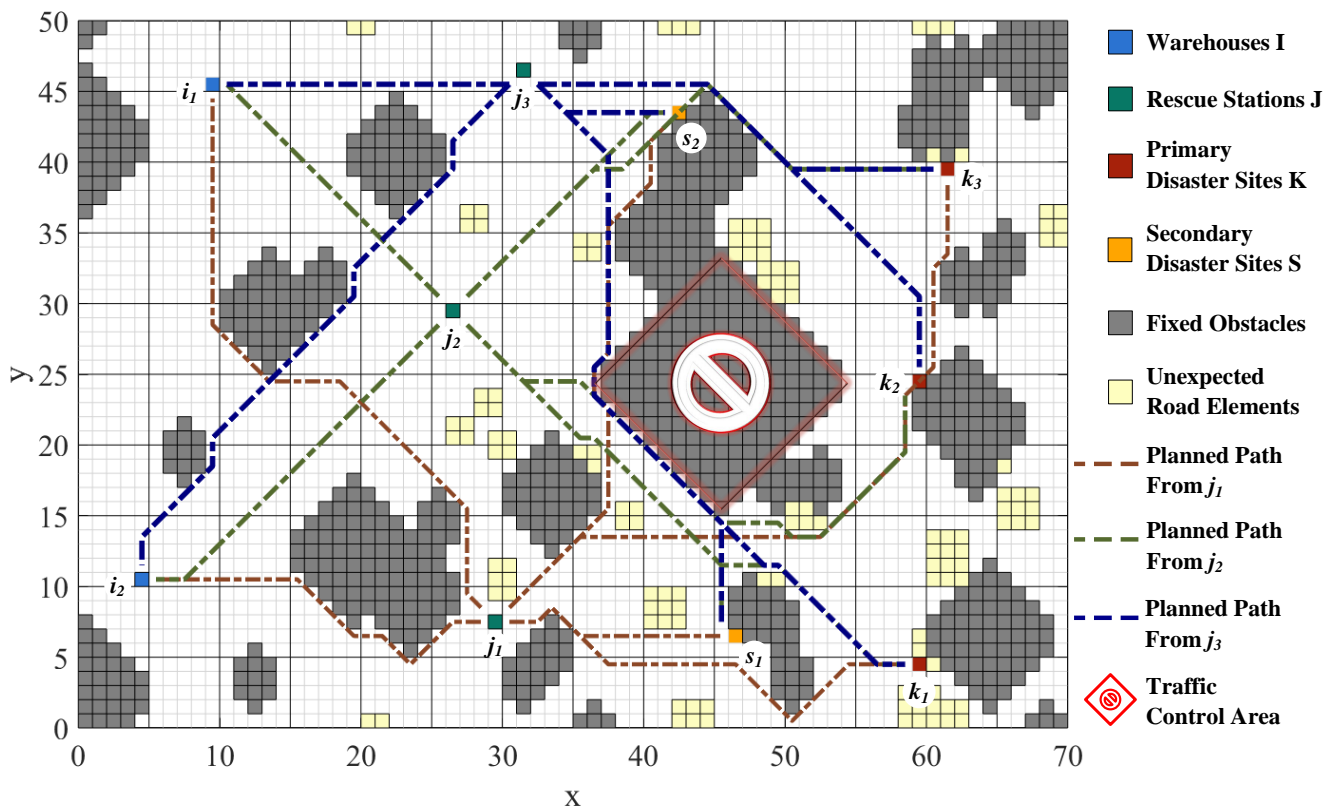 50
45
40
35
30
25
20
15
10
5
0
y
0 10 20 30 40 50 60 70
x
i1
j3
s2
k3
j2
k2
i2
j1
s1
k1
Warehouses I
Rescue Stations J
Primary
Disaster Sites K
Secondary
Disaster Sites S
Fixed Obstacles
Unexpected
Road Elements
Planned Path
From j1
Planned Path
From j2
Planned Path
From j3
Traffic
Control Area